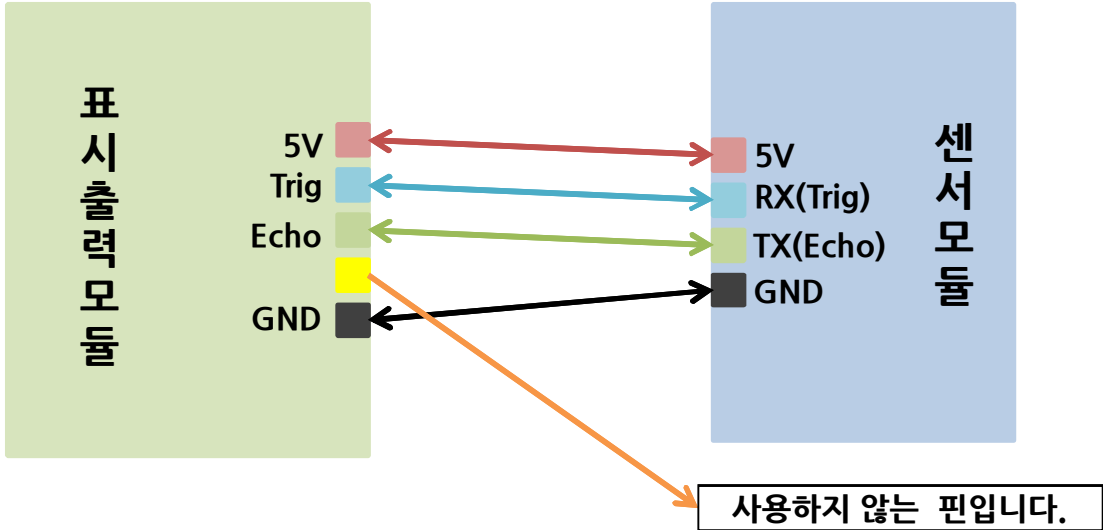 표시출력모듈
5V
Trig
Echo
GND
5V
RX(Trig)
TX(Echo)
GND
센서모듈
사용하지 않는 핀입니다.